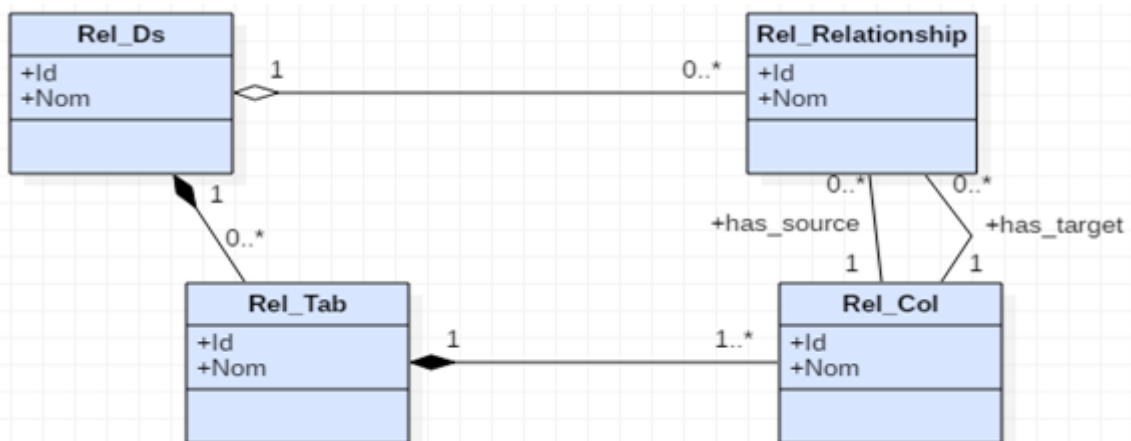 Rel_Ds
+Id
+Nom
1
0..*
Rel_Relationship
+Id
+Nom
1
0..*
0..*
0..*
+has_source
+has_target
1
1
Rel_Tab
+Id
+Nom
1
1..*
Rel_Col
+Id
+Nom